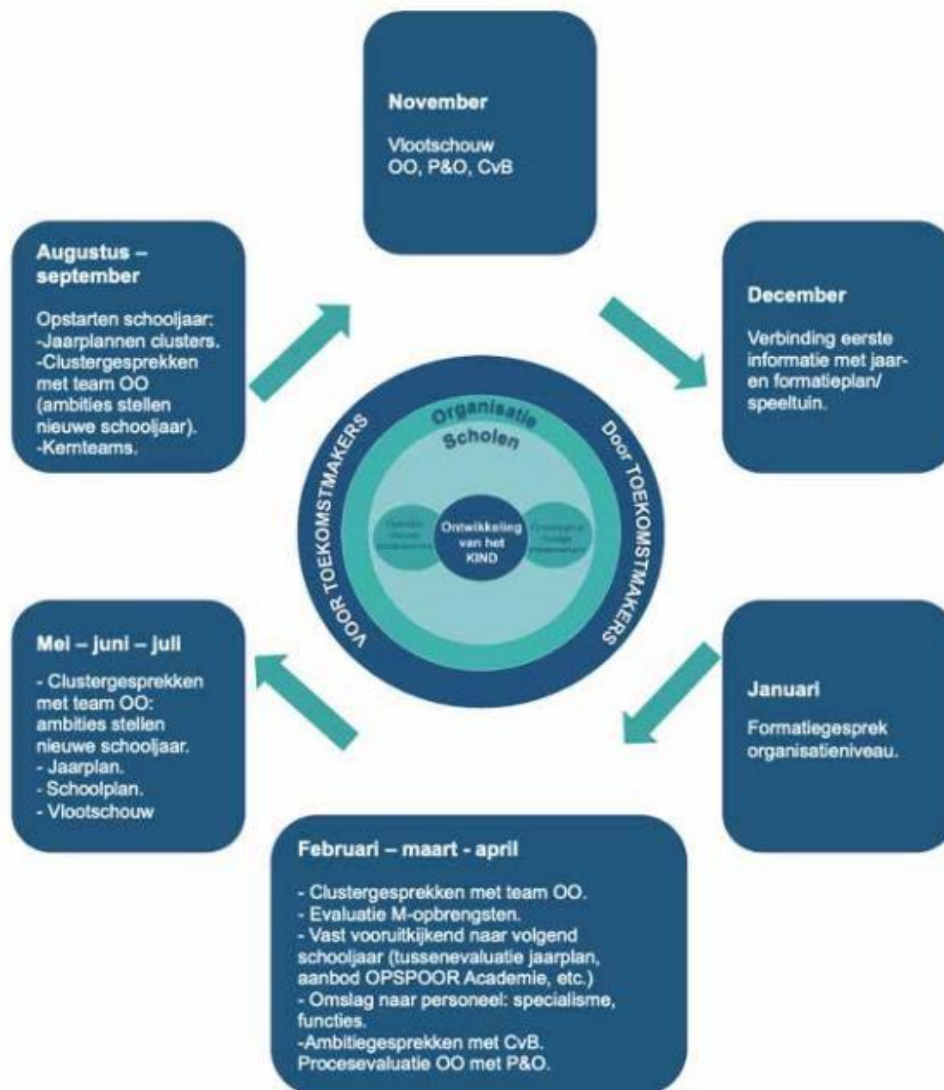 November
Vlootschouw
OO, P&O, CvB
Augustus –
september
Opstarten schooljaar:
-Jaarplannen clusters.
-Clustergesprekken
met team OO
(ambities stellen
nieuwe schooljaar).
-Kernteams.
December
Verbinding eerste
informatie met jaar-
en formatieplan/
speeltuin.
VOOR TOEKOMSTMAKERS
Door TOEKOMSTMAKERS
Organisatie
Scholen
Ontwikkeling
van het
KIND
Mei – juni – juli
- Clustergesprekken
met team OO:
ambities stellen
nieuwe schooljaar.
- Jaarplan.
- Schoolplan.
- Vlootschouw
Januari
Formatiegesprek
organisatieniveau.
Februari – maart - april
- Clustergesprekken met team OO.
- Evaluatie M-opbrengsten.
- Vast vooruitkijkend naar volgend
schooljaar (tussenevaluatie jaarplan,
aanbod OPSPOOR Academie, etc.)
- Omslag naar personeel: specialisme,
functies.
-Ambitiegesprekken met CvB.
Procesevaluatie OO met P&O.